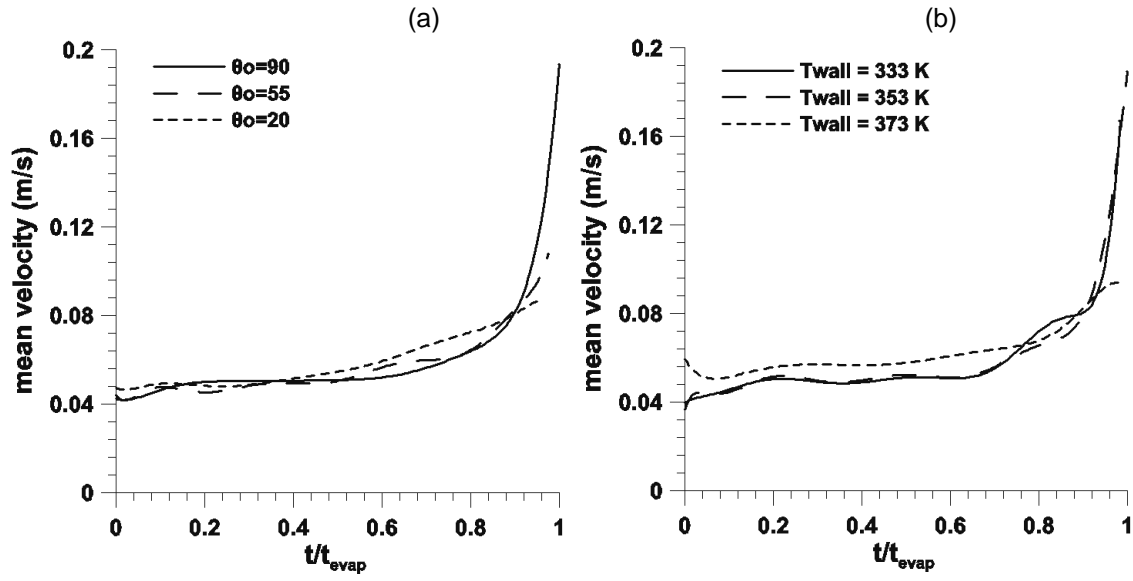 (a)
0.2
0.16
0.12
0.08
0.04
0
mean velocity (m/s)
θo=90
θo=55
θo=20
0 0.2 0.4 0.6 0.8 1
t/tevap
(b)
0.2
0.16
0.12
0.08
0.04
0
mean velocity (m/s)
Twall = 333 K
Twall = 353 K
Twall = 373 K
0 0.2 0.4 0.6 0.8 1
t/tevap